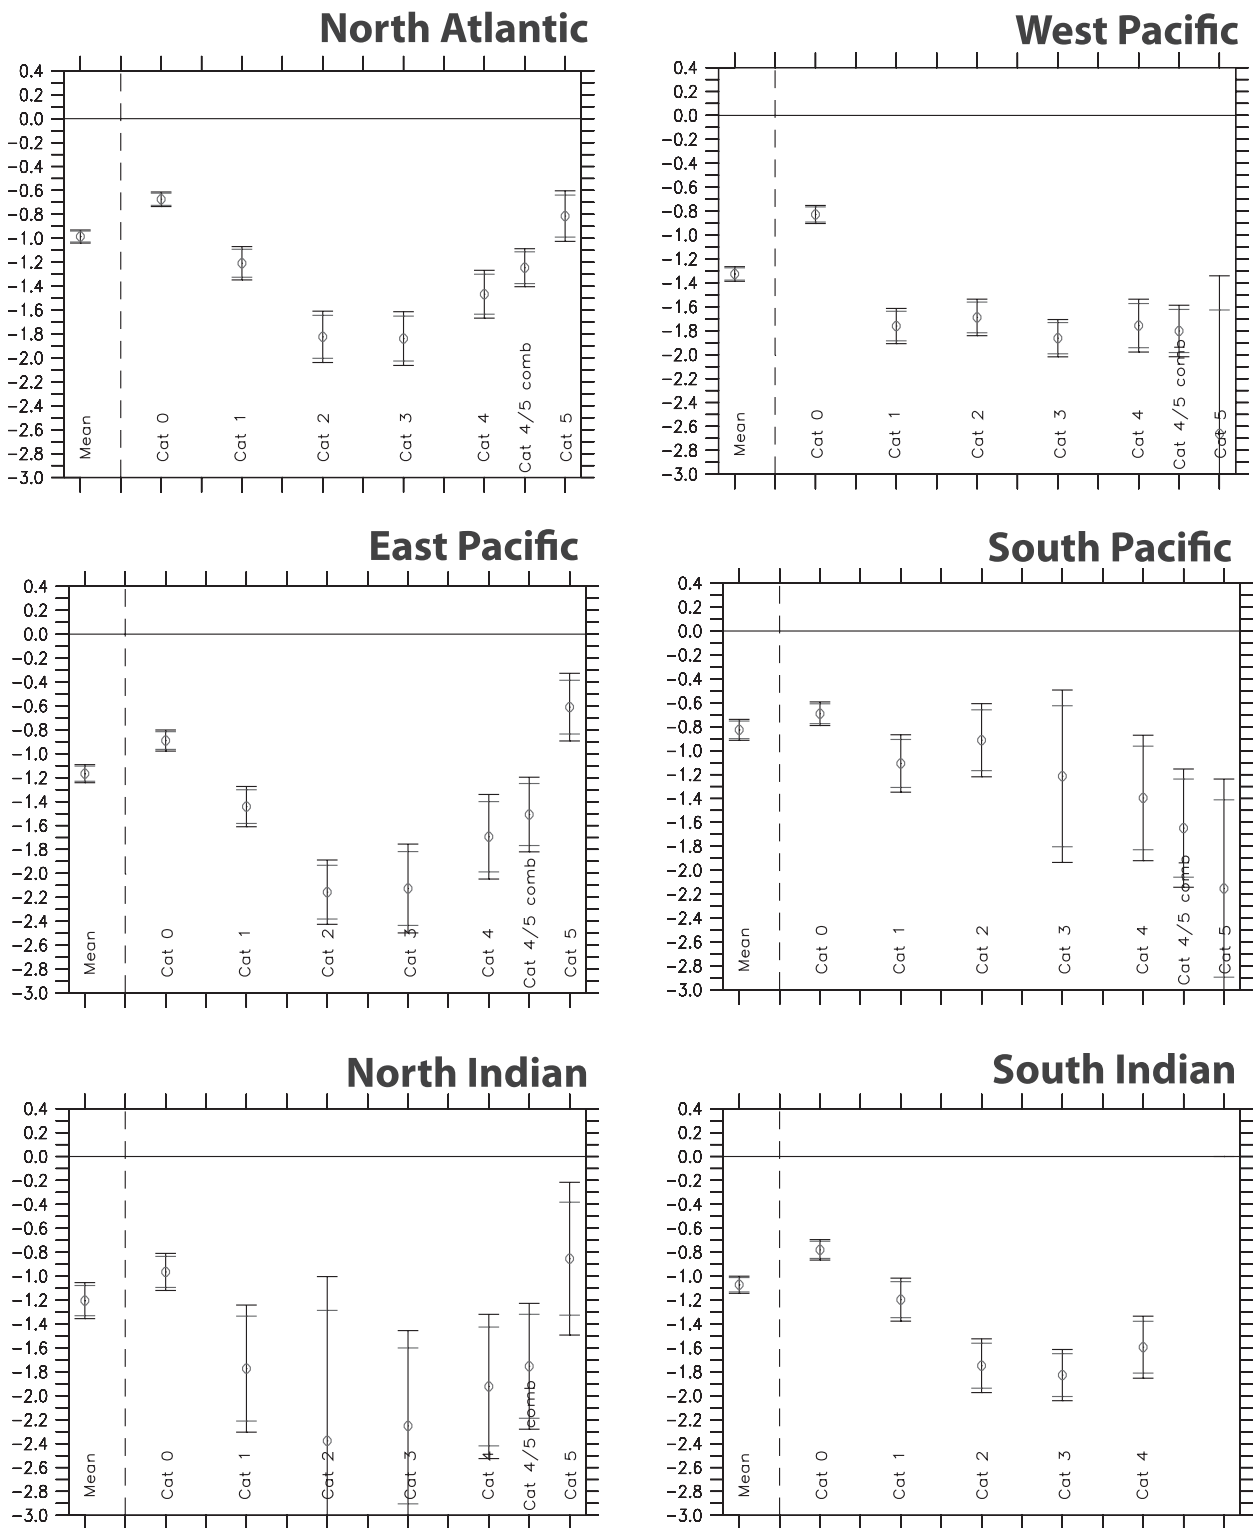 North Atlantic
0.4
0.2
0.0
-0.2
-0.4
-0.6
-0.8
-1.0
-1.2
-1.4
-1.6
-1.8
-2.0
-2.2
-2.4
-2.6
-2.8
-3.0
Mean
Cat 0
Cat 1
Cat 2
Cat 3
Cat 4
Cat 4/5 comb
Cat 5
West Pacific
0.4
0.2
0.0
-0.2
-0.4
-0.6
-0.8
-1.0
-1.2
-1.4
-1.6
-1.8
-2.0
-2.2
-2.4
-2.6
-2.8
-3.0
Mean
Cat 0
Cat 1
Cat 2
Cat 3
Cat 4
Cat 4/5 comb
Cat 5
East Pacific
0.4
0.2
0.0
-0.2
-0.4
-0.6
-0.8
-1.0
-1.2
-1.4
-1.6
-1.8
-2.0
-2.2
-2.4
-2.6
-2.8
-3.0
Mean
Cat 0
Cat 1
Cat 2
Cat 3
Cat 4
Cat 4/5 comb
Cat 5
South Pacific
0.4
0.2
0.0
-0.2
-0.4
-0.6
-0.8
-1.0
-1.2
-1.4
-1.6
-1.8
-2.0
-2.2
-2.4
-2.6
-2.8
-3.0
Mean
Cat 0
Cat 1
Cat 2
Cat 3
Cat 4
Cat 4/5 comb
Cat 5
North Indian
0.4
0.2
0.0
-0.2
-0.4
-0.6
-0.8
-1.0
-1.2
-1.4
-1.6
-1.8
-2.0
-2.2
-2.4
-2.6
-2.8
-3.0
Mean
Cat 0
Cat 1
Cat 2
Cat 3
Cat 4
Cat 4/5 comb
Cat 5
South Indian
0.4
0.2
0.0
-0.2
-0.4
-0.6
-0.8
-1.0
-1.2
-1.4
-1.6
-1.8
-2.0
-2.2
-2.4
-2.6
-2.8
-3.0
Mean
Cat 0
Cat 1
Cat 2
Cat 3
Cat 4